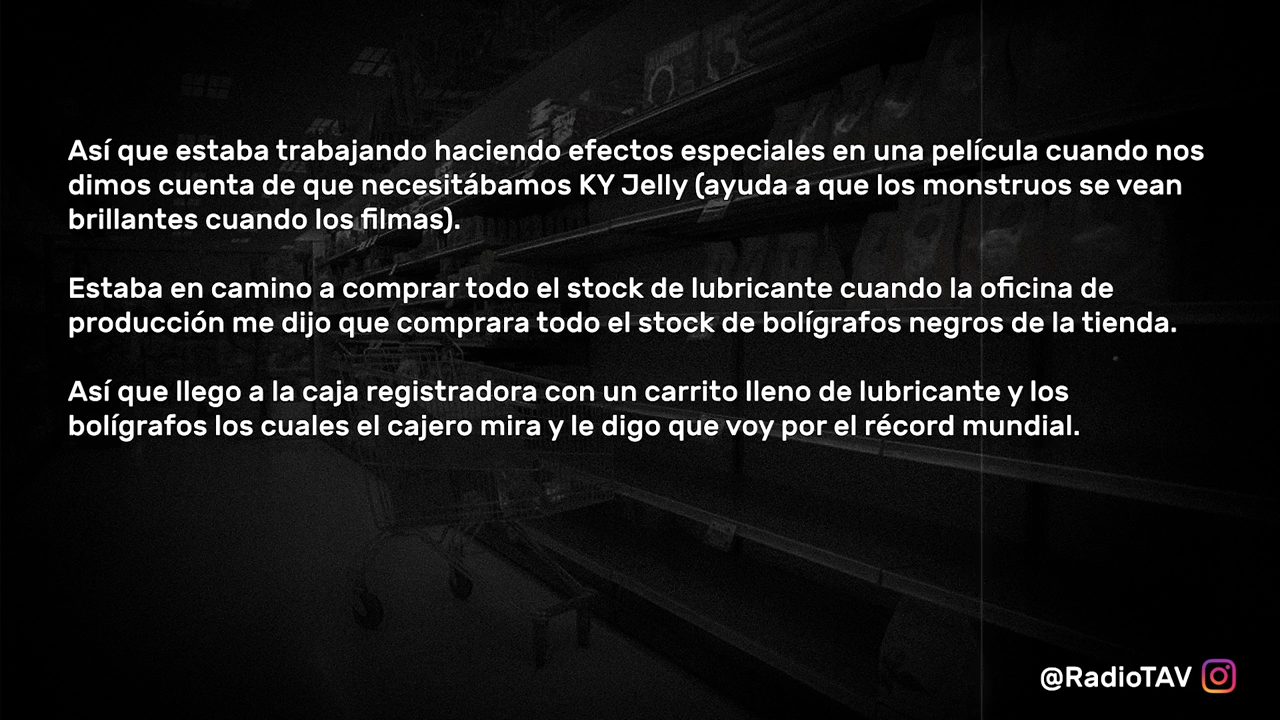 Así que estaba trabajando haciendo efectos especiales en una película cuando nos
dimos cuenta de que necesitábamos KY Jelly (ayuda a que los monstruos se vean
brillantes cuando los filmas).
Estaba en camino a comprar todo el stock de lubricante cuando la oficina de
producción me dijo que comprara todo el stock de bolígrafos negros de la tienda.
Así que llego a la caja registradora con un carrito lleno de lubricante y los
bolígrafos los cuales el cajero mira y le digo que voy por el récord mundial.
@RadioTAV